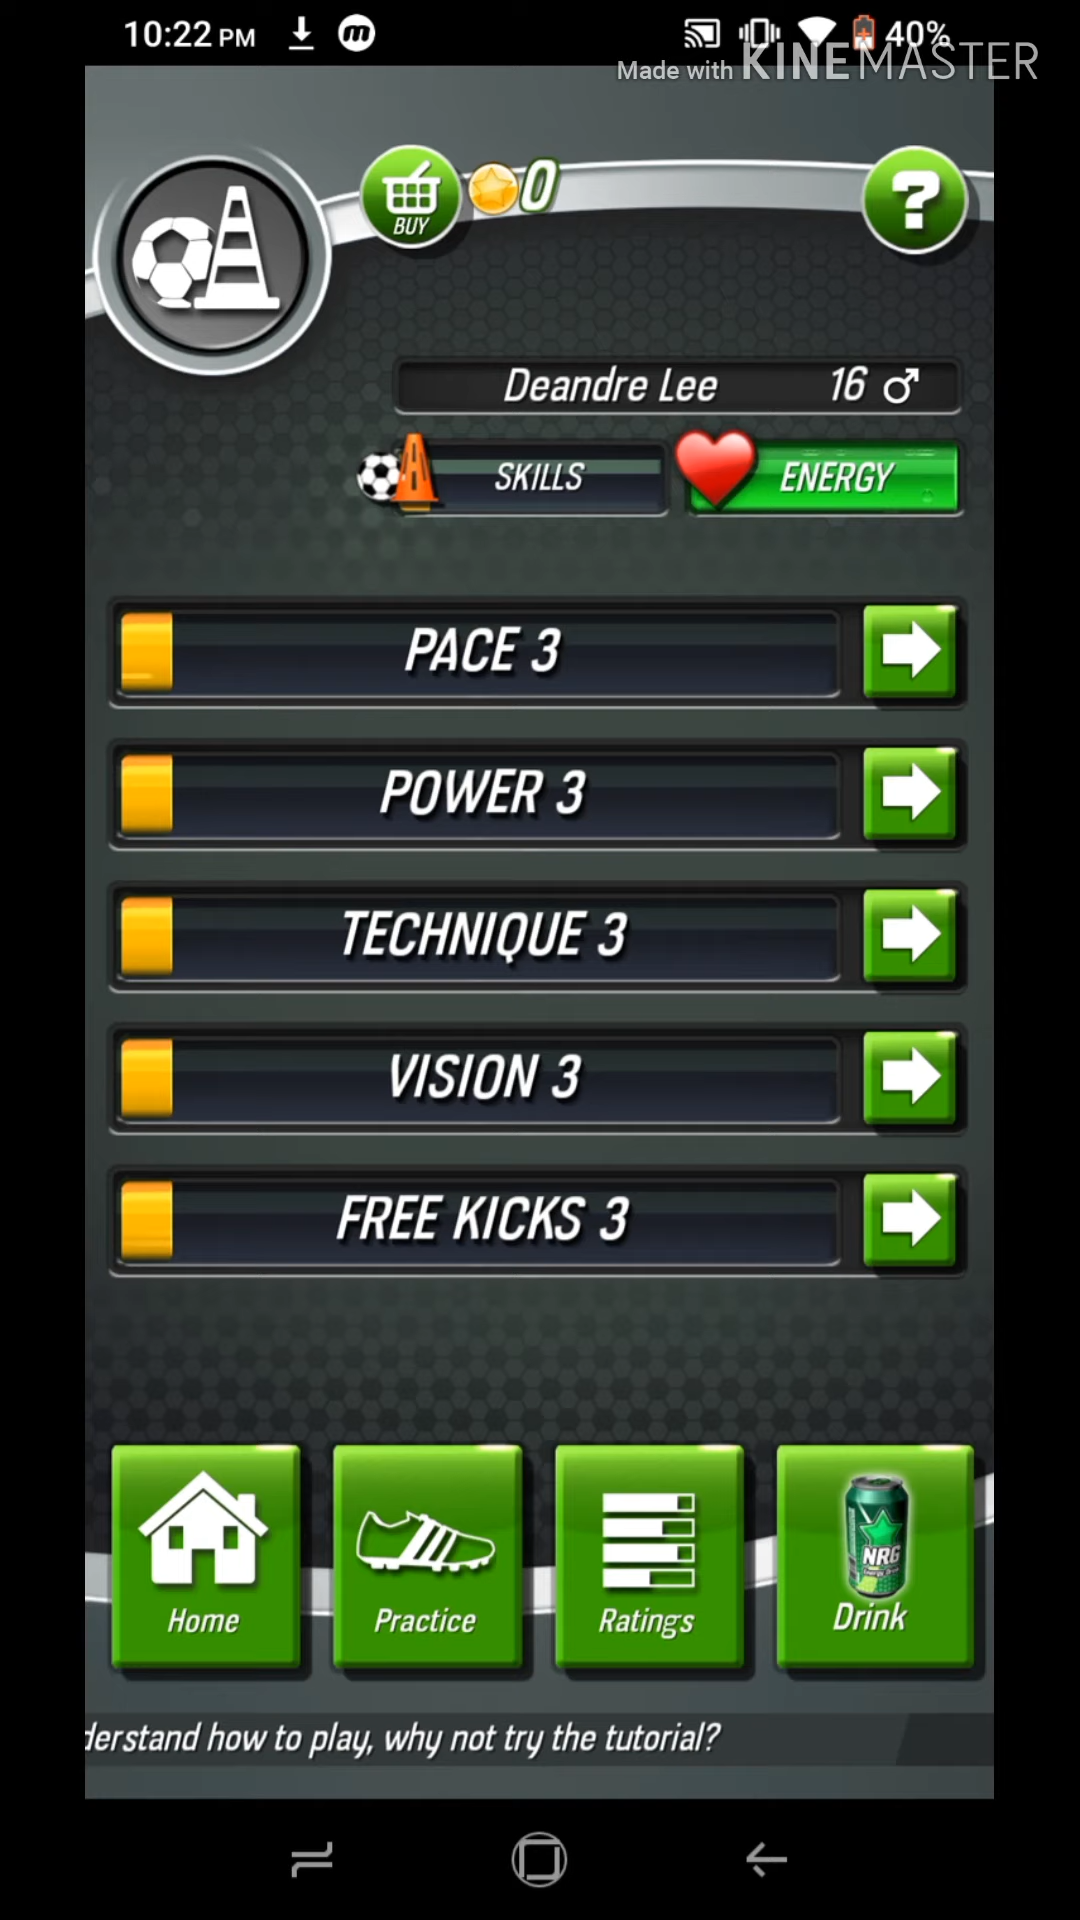 10:22 PM
40%
Made with KINEMASTER
BUY
0
?
Deandre Lee 16 ♂
SKILLS
ENERGY
PACE 3
POWER 3
TECHNIQUE 3
VISION 3
FREE KICKS 3
NRG
Home
Practice
Ratings
Drink
derstand how to play, why not try the tutorial?